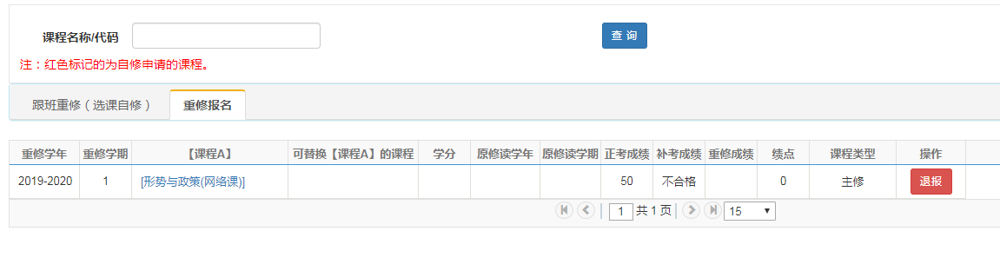 课程名称/代码 查 询
注：红色标记的为自修申请的课程。
跟班重修（选课自修） 重修报名
重修学年 重修学期 【课程A】 可替换【课程A】的课程 学分 原修读学年 原修读学期 正考成绩 补考成绩 重修成绩 绩点 课程类型 操作
2019-2020 1 [形势与政策(网络课)] 50 不合格 0 主修 退报
1 共 1 页 15